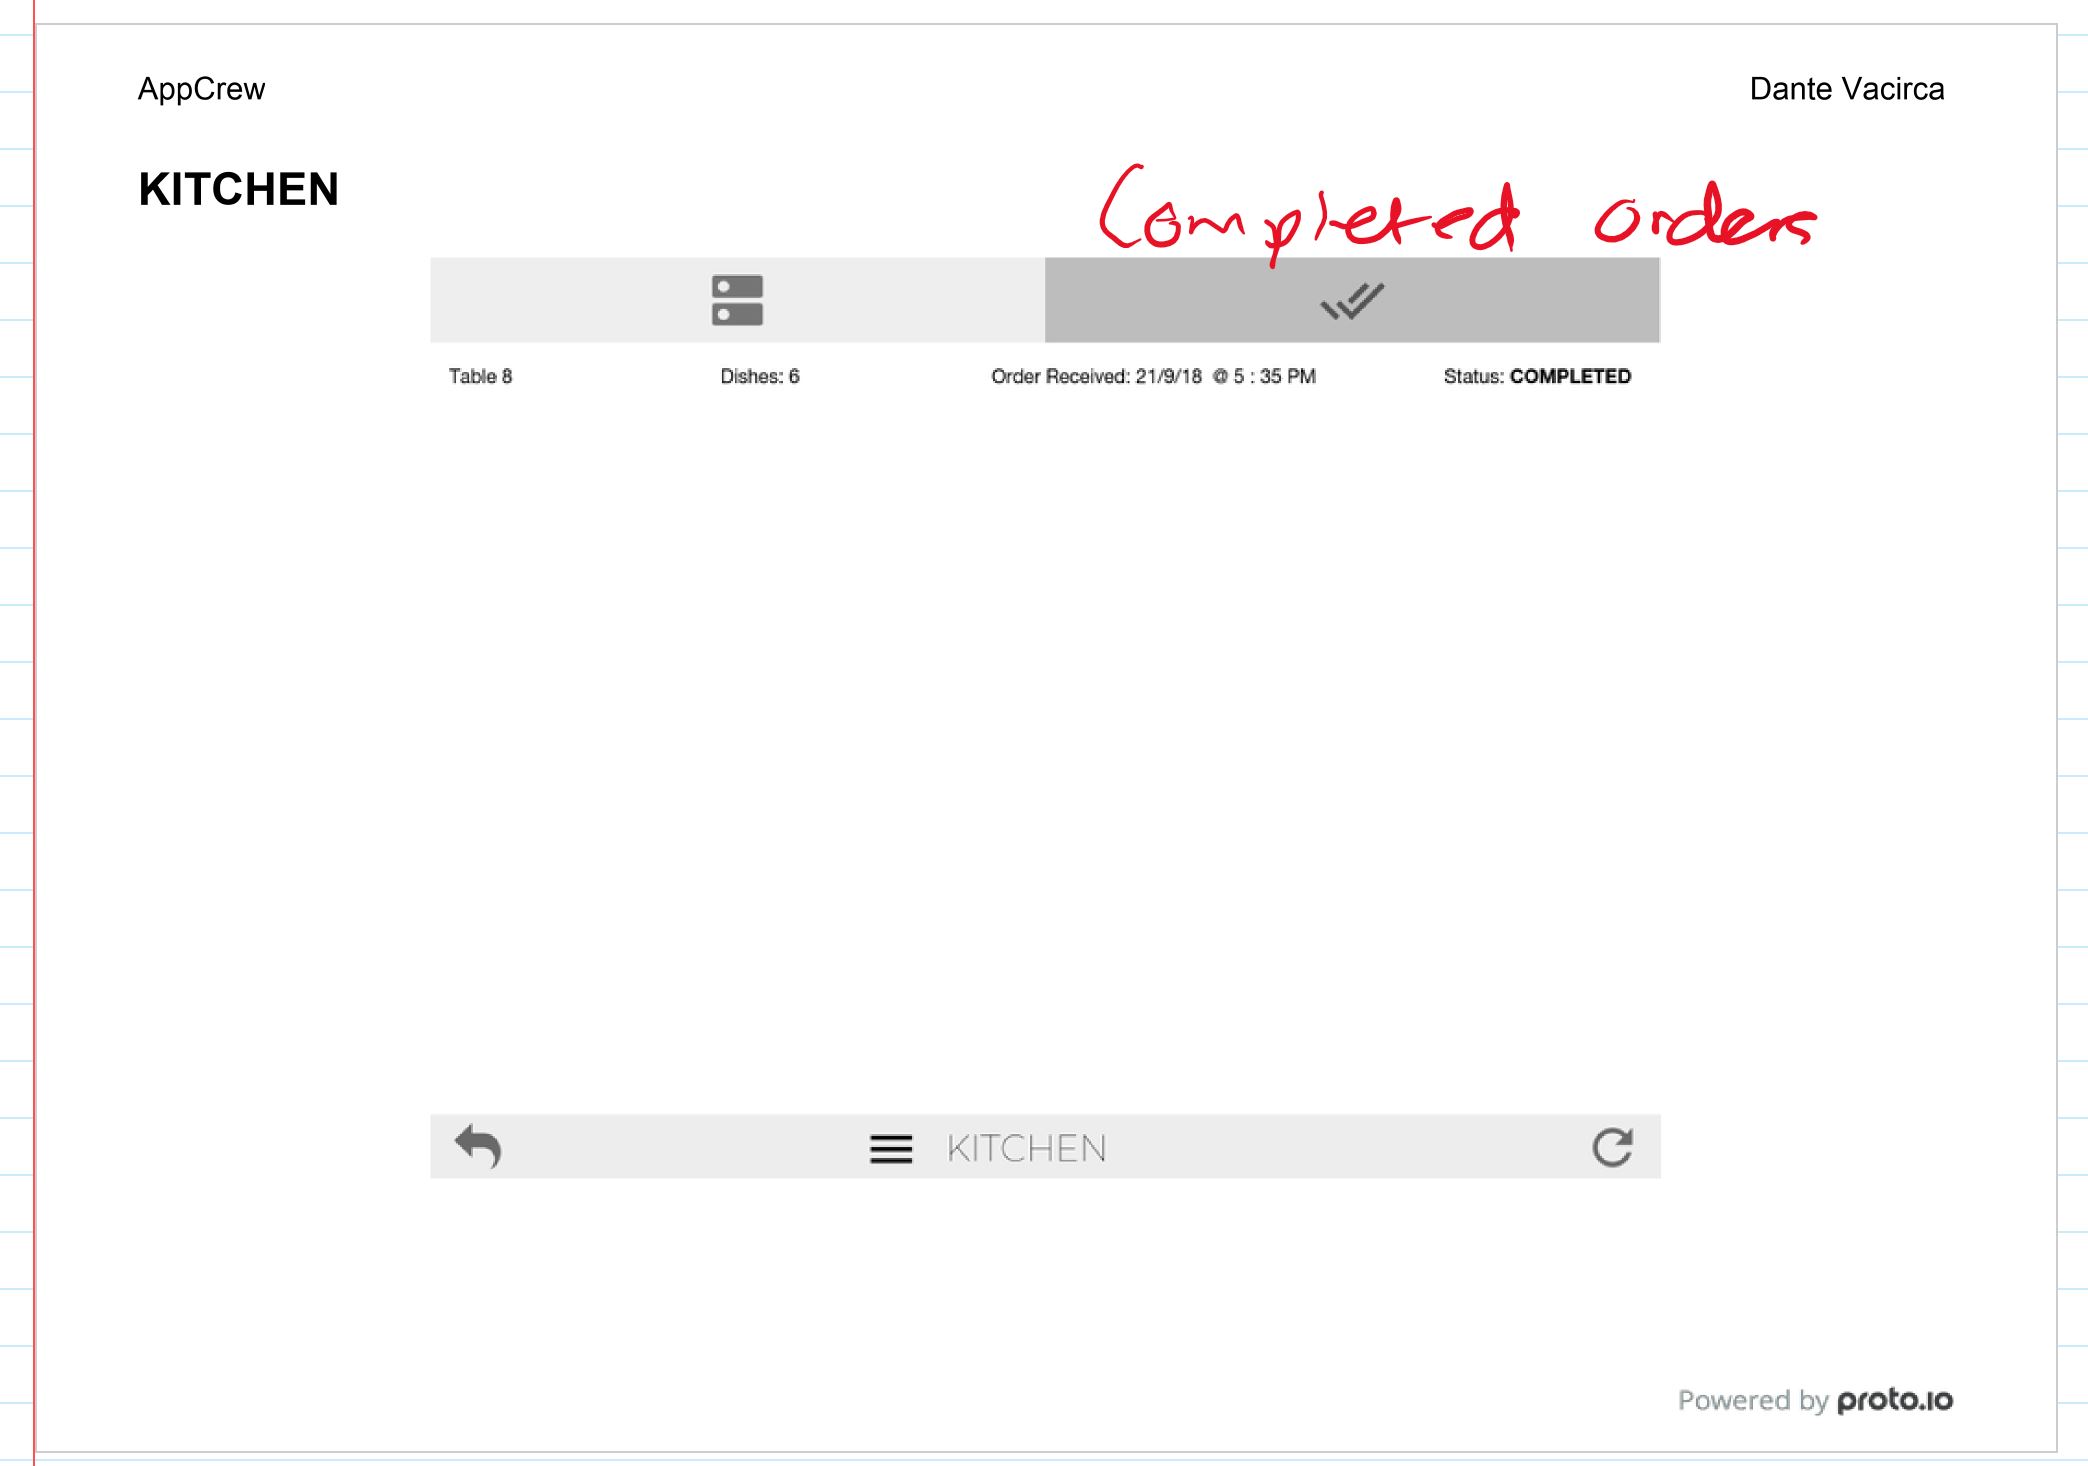 AppCrew Dante Vacirca
KITCHEN
Completed orders
Table 8 Dishes: 6 Order Received: 21/9/18 @ 5 : 35 PM Status: COMPLETED
KITCHEN
Powered by proto.io